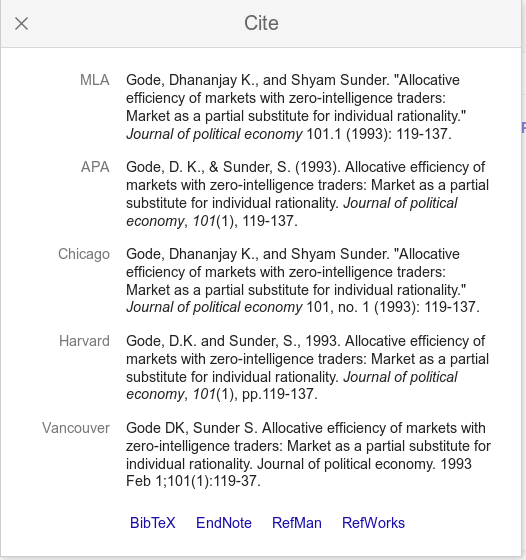 Cite
MLA Gode, Dhananjay K., and Shyam Sunder. "Allocative
efficiency of markets with zero-intelligence traders:
Market as a partial substitute for individual rationality."
Journal of political economy 101.1 (1993): 119-137.
APA Gode, D. K., & Sunder, S. (1993). Allocative efficiency of
markets with zero-intelligence traders: Market as a partial
substitute for individual rationality. Journal of political
economy, 101(1), 119-137.
Chicago Gode, Dhananjay K., and Shyam Sunder. "Allocative
efficiency of markets with zero-intelligence traders:
Market as a partial substitute for individual rationality."
Journal of political economy 101, no. 1 (1993): 119-137.
Harvard Gode, D.K. and Sunder, S., 1993. Allocative efficiency of
markets with zero-intelligence traders: Market as a partial
substitute for individual rationality. Journal of political
economy, 101(1), pp.119-137.
Vancouver Gode DK, Sunder S. Allocative efficiency of markets with
zero-intelligence traders: Market as a partial substitute for
individual rationality. Journal of political economy. 1993
Feb 1;101(1):119-37.
BibTeX EndNote RefMan RefWorks